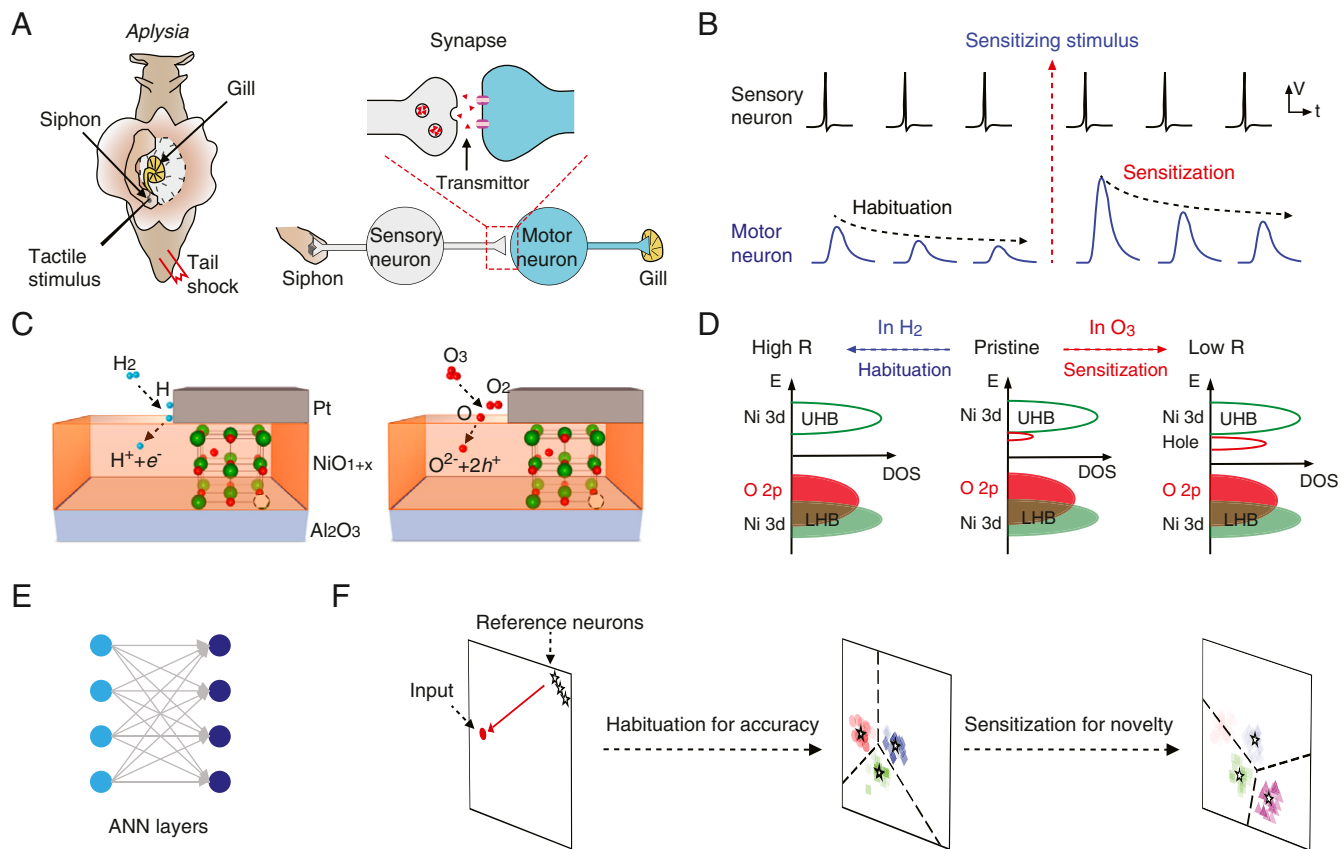 A
Aplysia
Gill
Siphon
Tactile
stimulus
Tail
shock
Synapse
Transmittor
Sensory
neuron
Motor
neuron
Siphon
Gill
B
Sensitizing stimulus
Sensory
neuron
V
t
Sensitization
Habituation
Motor
neuron
C
H2
H
H+ + e-
Pt
NiO1+x
Al2O3
O3
O2
O
O2- + 2h+
D
In H2
In O3
High R
Pristine
Low R
Habituation
Sensitization
E
Ni 3d
UHB
DOS
O 2p
Ni 3d
LHB
E
Ni 3d
UHB
DOS
O 2p
Ni 3d
LHB
E
Ni 3d
UHB
Hole
DOS
O 2p
Ni 3d
LHB
E
ANN layers
F
Reference neurons
Input
Habituation for accuracy
Sensitization for novelty